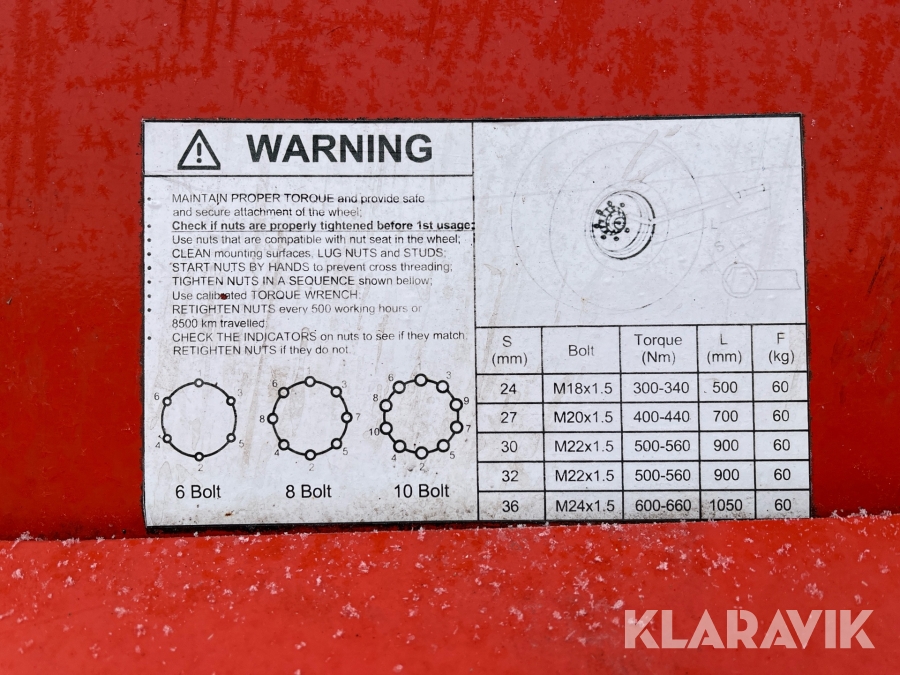 WARNING
• MAINTAIN PROPER TORQUE and provide safe
and secure attachment of the wheel;
• Check if nuts are properly tightened before 1st usage;
• Use nuts that are compatible with nut seat in the wheel;
• CLEAN mounting surfaces, LUG NUTS and STUDS;
• START NUTS BY HANDS to prevent cross threading;
• TIGHTEN NUTS IN A SEQUENCE shown bellow;
• Use calibrated TORQUE WRENCH;
• RETIGHTEN NUTS every 500 working hours or
8500 km travelled.
• CHECK THE INDICATORS on nuts to see if they match.
RETIGHTEN NUTS if they do not.
1 3 5 2 4 6
6 Bolt
1 3 7 5 2 4 8 6
8 Bolt
1 3 9 7 5 2 4 10 8 6
10 Bolt
L
S
S (mm) Bolt Torque (Nm) L (mm) F (kg)
24 M18x1.5 300-340 500 60
27 M20x1.5 400-440 700 60
30 M22x1.5 500-560 900 60
32 M22x1.5 500-560 900 60
36 M24x1.5 600-660 1050 60
KLARAVIK